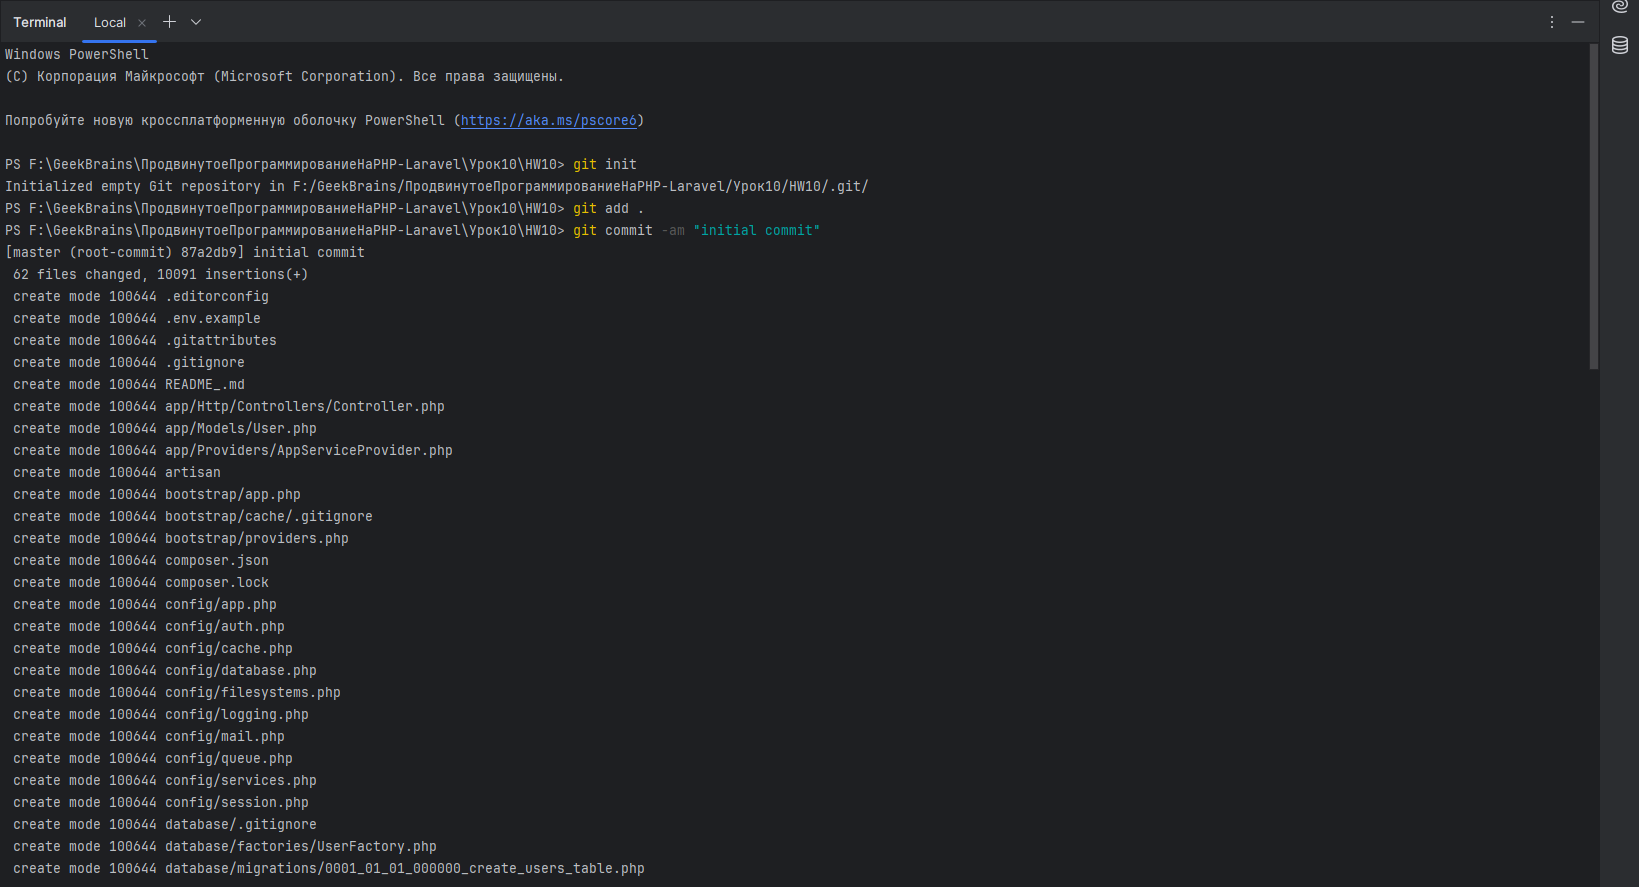 Terminal Local
Windows PowerShell
(C) Корпорация Майкрософт (Microsoft Corporation). Все права защищены.
Попробуйте новую кроссплатформенную оболочку PowerShell (https://aka.ms/pscore6)
PS F:\GeekBrains\ПродвинутоеПрограммированиеНаPHP-Laravel\Урок10\HW10> git init
Initialized empty Git repository in F:/GeekBrains/ПродвинутоеПрограммированиеНаPHP-Laravel/Урок10/HW10/.git/
PS F:\GeekBrains\ПродвинутоеПрограммированиеНаPHP-Laravel\Урок10\HW10> git add .
PS F:\GeekBrains\ПродвинутоеПрограммированиеНаPHP-Laravel\Урок10\HW10> git commit -am "initial commit"
[master (root-commit) 87a2db9] initial commit
62 files changed, 10091 insertions(+)
create mode 100644 .editorconfig
create mode 100644 .env.example
create mode 100644 .gitattributes
create mode 100644 .gitignore
create mode 100644 README_.md
create mode 100644 app/Http/Controllers/Controller.php
create mode 100644 app/Models/User.php
create mode 100644 app/Providers/AppServiceProvider.php
create mode 100644 artisan
create mode 100644 bootstrap/app.php
create mode 100644 bootstrap/cache/.gitignore
create mode 100644 bootstrap/providers.php
create mode 100644 composer.json
create mode 100644 composer.lock
create mode 100644 config/app.php
create mode 100644 config/auth.php
create mode 100644 config/cache.php
create mode 100644 config/database.php
create mode 100644 config/filesystems.php
create mode 100644 config/logging.php
create mode 100644 config/mail.php
create mode 100644 config/queue.php
create mode 100644 config/services.php
create mode 100644 config/session.php
create mode 100644 database/.gitignore
create mode 100644 database/factories/UserFactory.php
create mode 100644 database/migrations/0001_01_01_000000_create_users_table.php